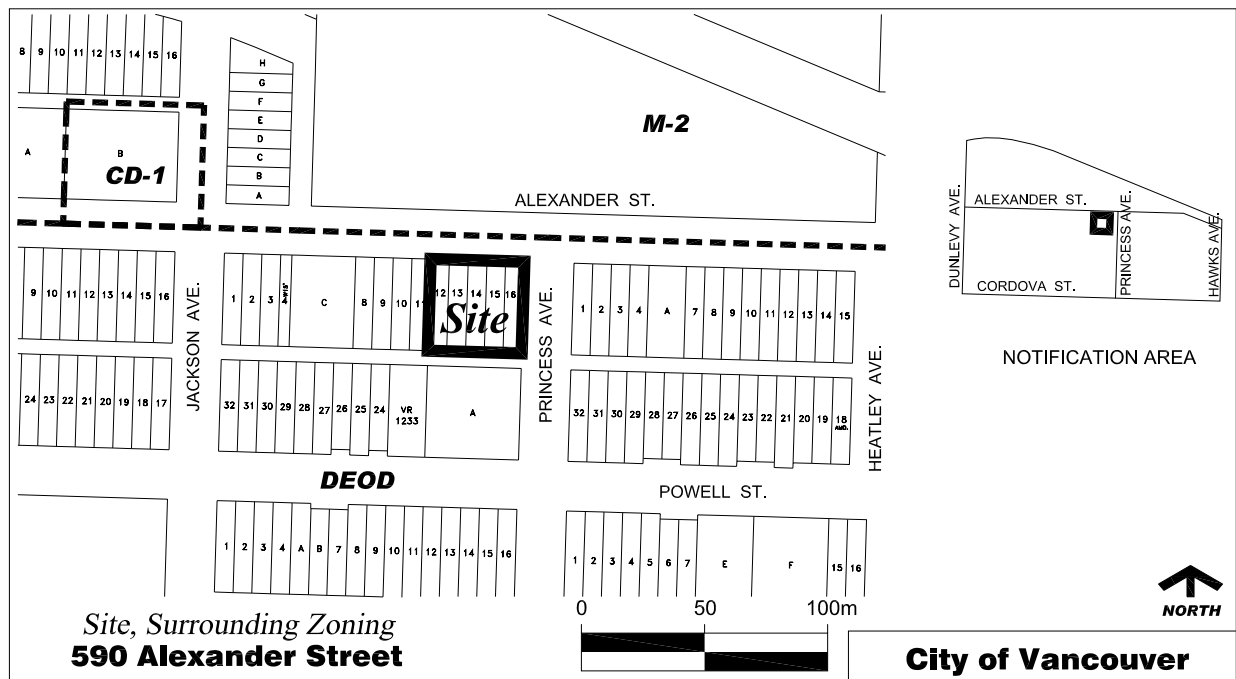 8 9 10 11 12 13 14 15 16
H
G
F
E
D
C
B
A
A
B
CD-1
M-2
ALEXANDER ST.
9 10 11 12 13 14 15 16
JACKSON AVE.
1 2 3 C 8 9 10 11 12 13 14 15 16
Site
PRINCESS AVE.
1 2 3 4 A 7 8 9 10 11 12 13 14 15
HEATLEY AVE.
24 23 22 21 20 19 18 17
32 31 30 29 28 27 26 25 24 VR 1233 A
32 31 30 29 28 27 26 25 24 23 22 21 20 19 18 AMD.
DEOD
POWELL ST.
1 2 3 4 A B 7 8 9 10 11 12 13 14 15 16
1 2 3 4 5 6 7 E F 15 16
DUNLEVY AVE.
ALEXANDER ST.
PRINCESS AVE.
HAWKS AVE.
CORDOVA ST.
NOTIFICATION AREA
NORTH
0 50 100m
Site, Surrounding Zoning
590 Alexander Street
City of Vancouver